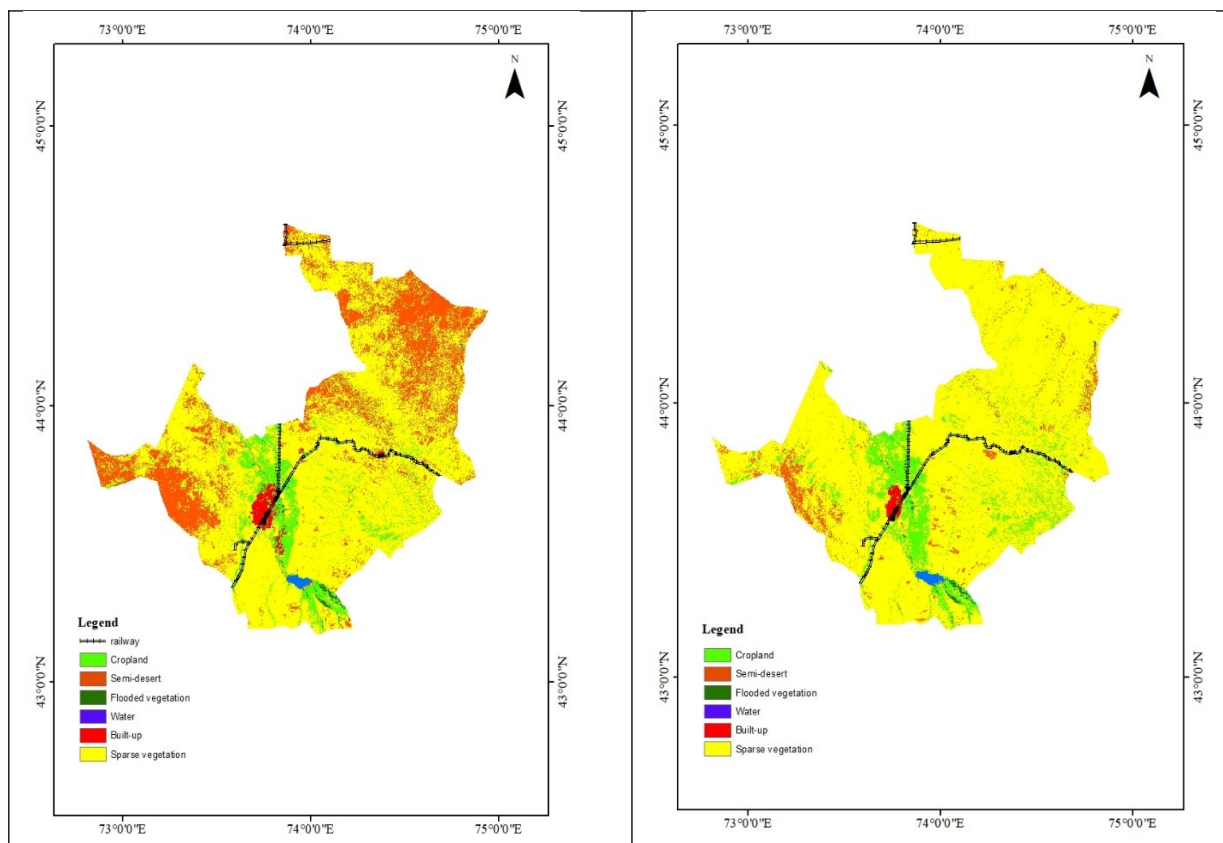 73°0'0"E 74°0'0"E 75°0'0"E
N
45°0'0"N 45°0'0"N
44°0'0"N 44°0'0"N
43°0'0"N 43°0'0"N
Legend
railway
Cropland
Semi-desert
Flooded vegetation
Water
Built-up
Sparse vegetation
73°0'0"E 74°0'0"E 75°0'0"E
73°0'0"E 74°0'0"E 75°0'0"E
N
45°0'0"N 45°0'0"N
44°0'0"N 44°0'0"N
43°0'0"N 43°0'0"N
Legend
Cropland
Semi-desert
Flooded vegetation
Water
Built-up
Sparse vegetation
73°0'0"E 74°0'0"E 75°0'0"E